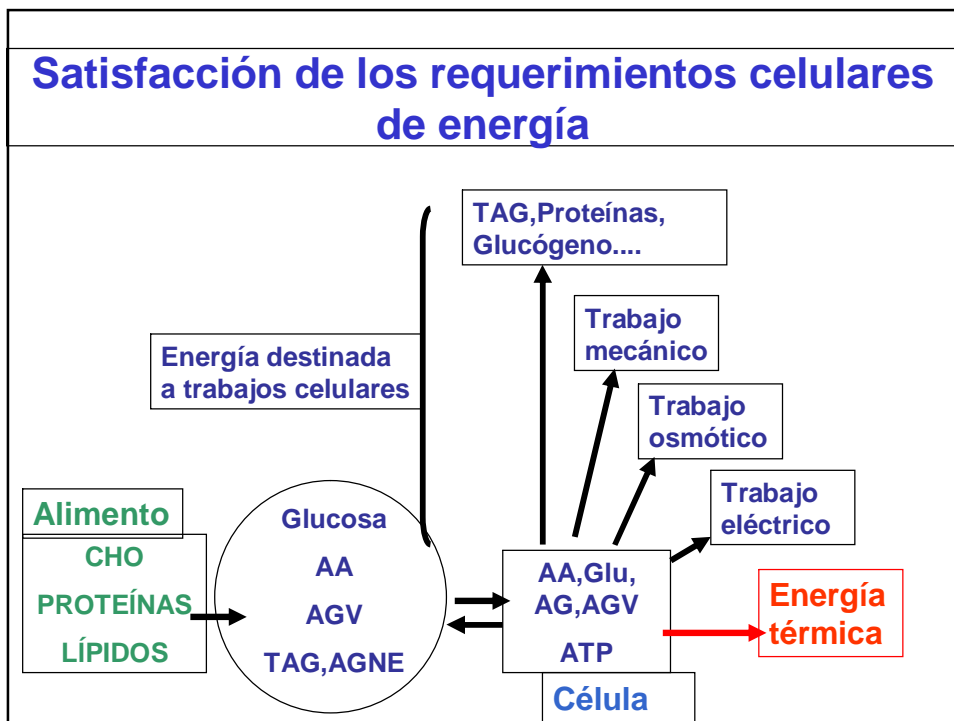 Satisfacción de los requerimientos celulares
de energía
TAG,Proteínas,
Glucógeno....
Trabajo
mecánico
Energía destinada
a trabajos celulares
Trabajo
osmótico
Trabajo
eléctrico
Alimento
CHO
PROTEÍNAS
LÍPIDOS
Glucosa
AA
AGV
TAG,AGNE
AA,Glu,
AG,AGV
ATP
Célula
Energía
térmica